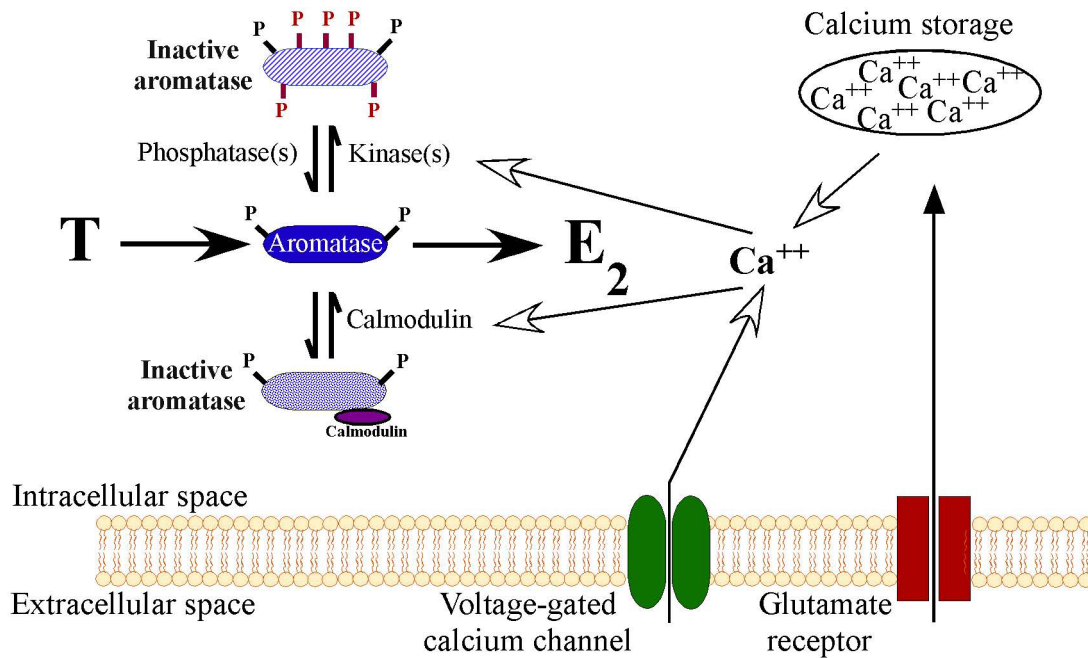 P P P P P
Inactive
aromatase
P P
Phosphatase(s) Kinase(s)
T
P P
Aromatase
E2
Calmodulin
P P
Inactive
aromatase
Calmodulin
Calcium storage
Ca++
Ca++ Ca++ Ca++
Ca++ Ca++
Ca++
Intracellular space
Extracellular space
Voltage-gated
calcium channel
Glutamate
receptor